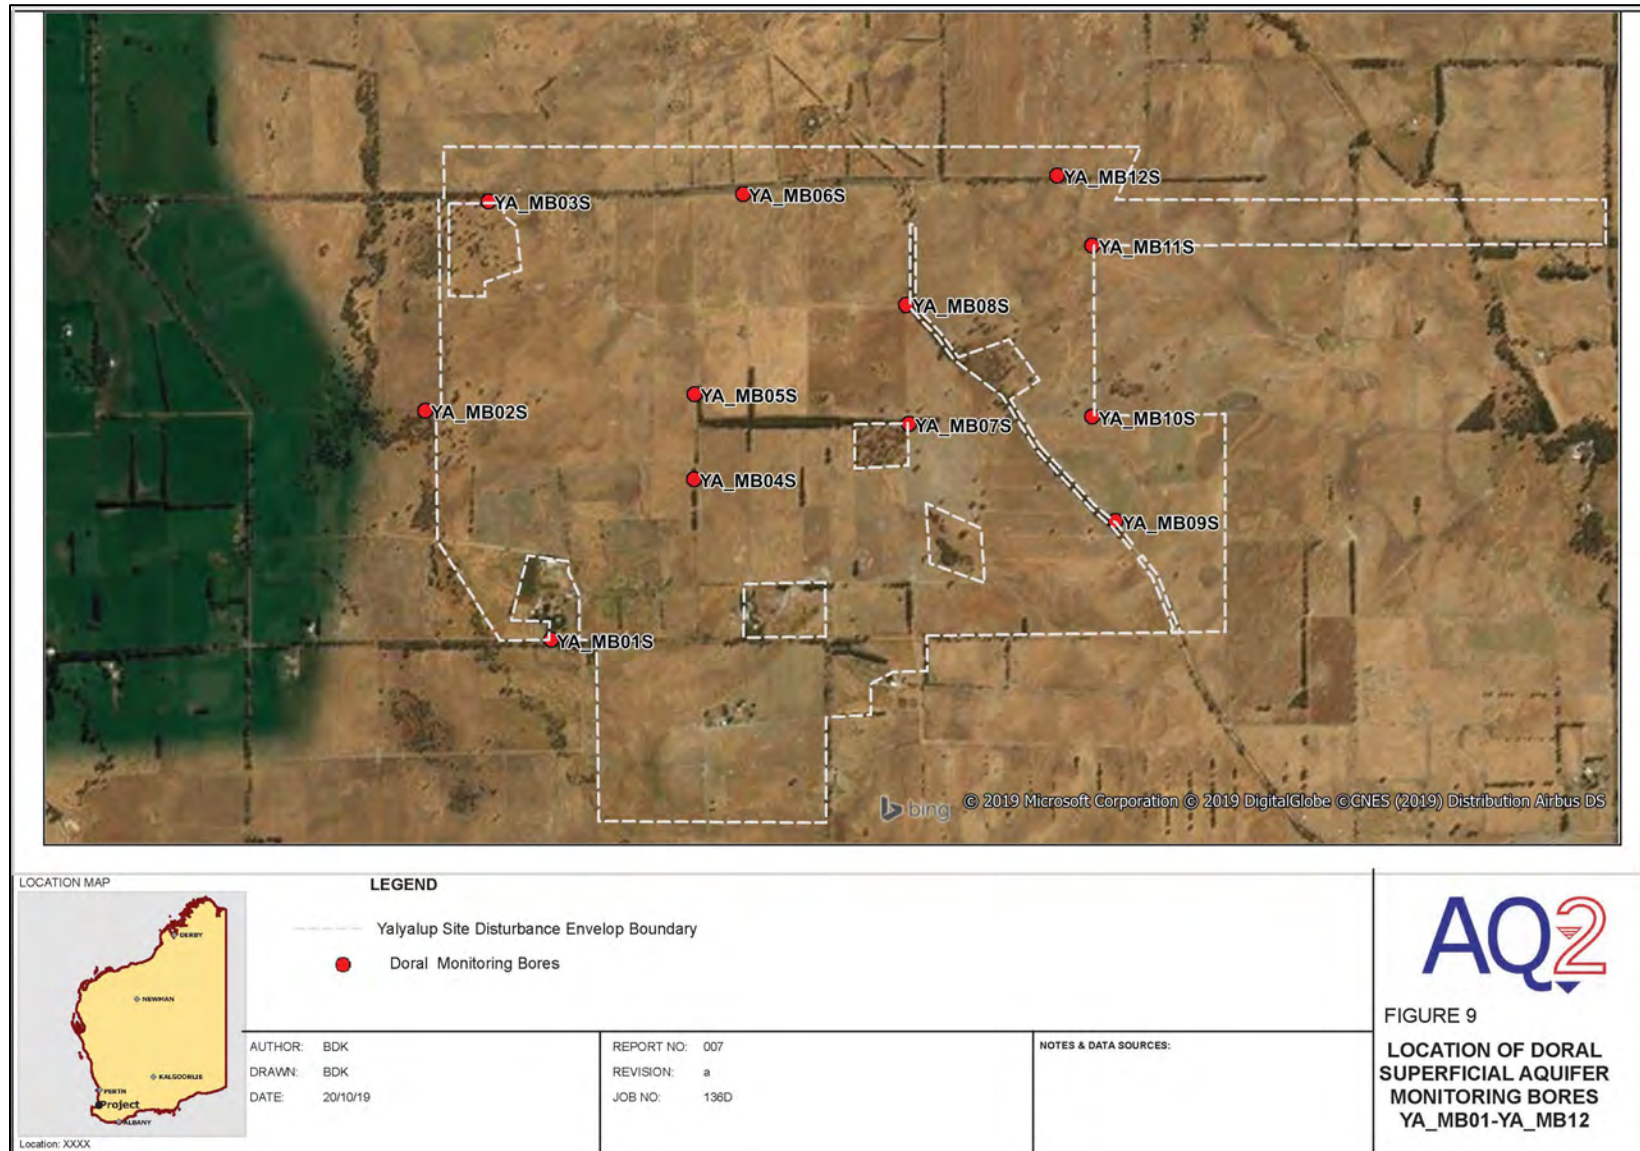 YA_MB12S
YA_MB03S
YA_MB06S
YA_MB11S
YA_MB08S
YA_MB05S
YA_MB02S
YA_MB10S
YA_MB07S
YA_MB04S
YA_MB09S
YA_MB01S
bing © 2019 Microsoft Corporation © 2019 DigitalGlobe ©CNES (2019) Distribution Airbus DS
LOCATION MAP
DERBY
NEWMAN
KALGOORLIE
PERTH
Project
ALBANY
Location: XXXX
LEGEND
Yalyalup Site Disturbance Envelop Boundary
Doral Monitoring Bores
AUTHOR: BDK
DRAWN: BDK
DATE: 20/10/19
REPORT NO: 007
REVISION: a
JOB NO: 136D
NOTES & DATA SOURCES:
AQ2
FIGURE 9
LOCATION OF DORAL
SUPERFICIAL AQUIFER
MONITORING BORES
YA_MB01-YA_MB12